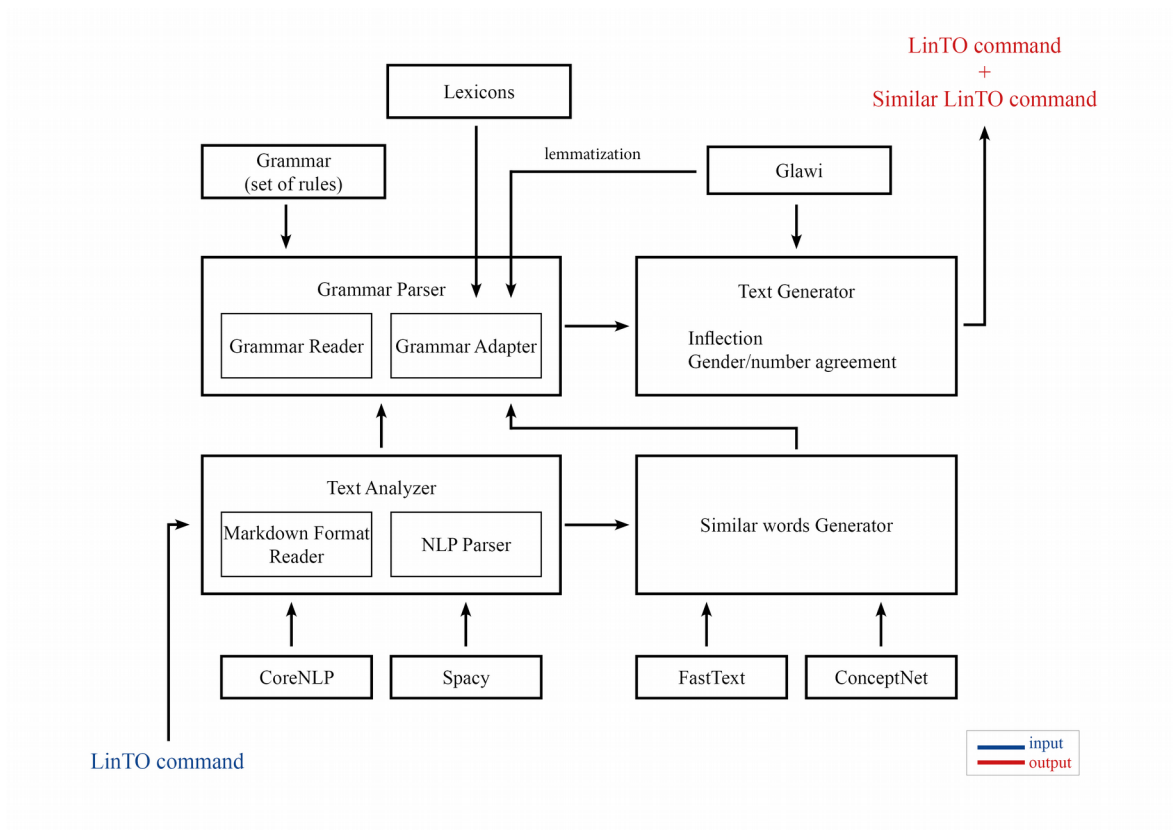 LinTO command
+
Similar LinTO command
Lexicons
Grammar
(set of rules)
lemmatization
Glawi
Grammar Parser
Grammar Reader
Grammar Adapter
Text Generator
Inflection
Gender/number agreement
Text Analyzer
Markdown Format
Reader
NLP Parser
Similar words Generator
CoreNLP
Spacy
FastText
ConceptNet
LinTO command
input
output